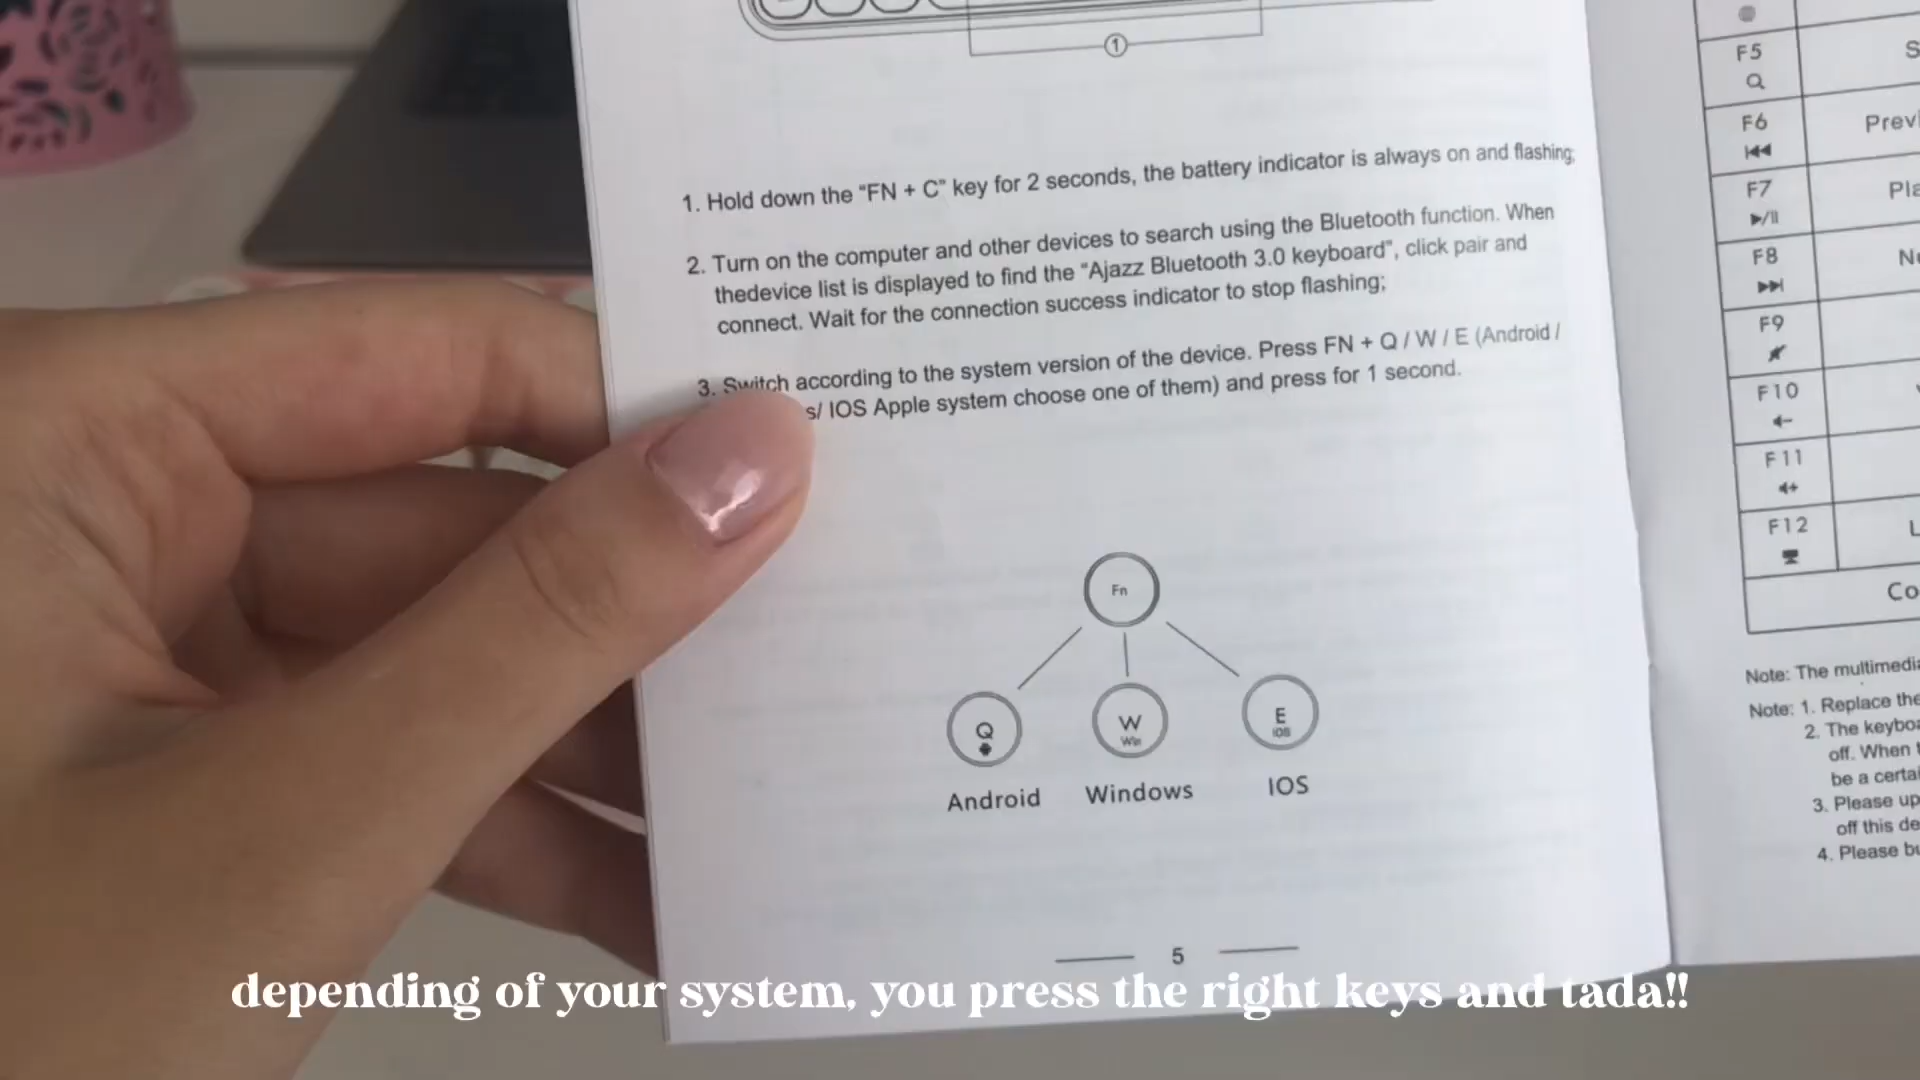 1
1. Hold down the “FN + C” key for 2 seconds, the battery indicator is always on and flashing;
2. Turn on the computer and other devices to search using the Bluetooth function. When
thedevice list is displayed to find the “Ajazz Bluetooth 3.0 keyboard”, click pair and
connect. Wait for the connection success indicator to stop flashing;
3. Switch according to the system version of the device. Press FN + Q / W / E (Android /
s/ IOS Apple system choose one of them) and press for 1 second.
Fn
Q
W
Win
E
iOS
Android
Windows
IOS
5
F5
S
F6
Prev
F7
Pla
F8
F9
F10
F11
F12
L
Co
Note: The multimedia
Note: 1. Replace the
2. The keyboa
off. When
be a certai
3. Please up
off this de
4. Please bu
depending of your system, you press the right keys and tada!!